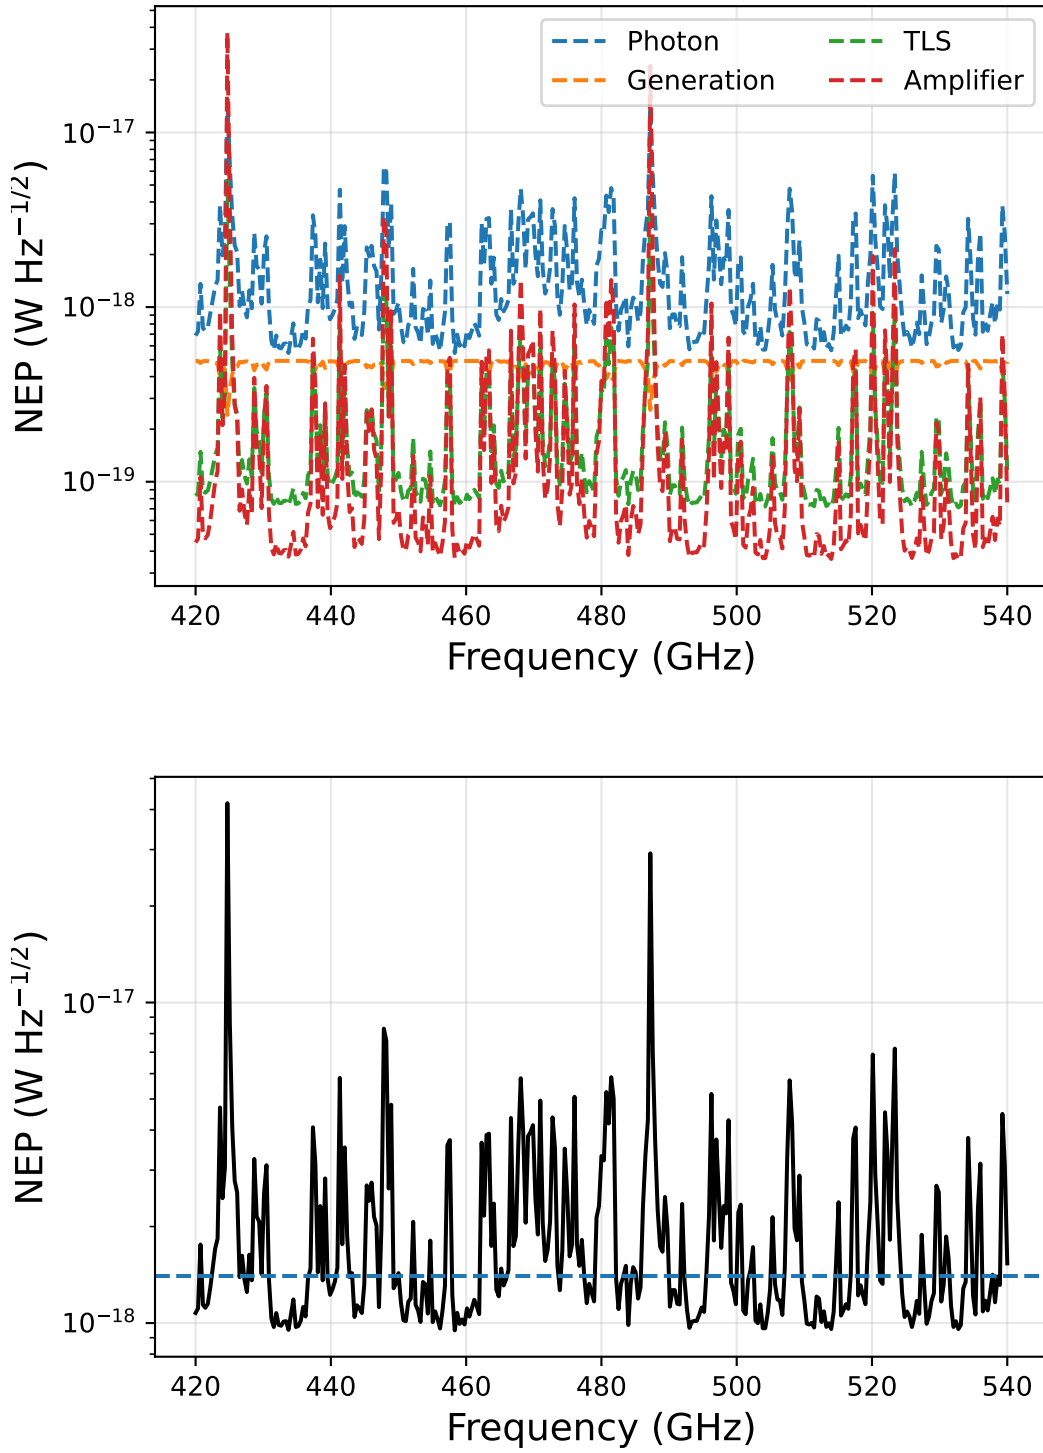 Photon
TLS
Generation
Amplifier
10⁻¹⁷
10⁻¹⁸
10⁻¹⁹
NEP (W Hz⁻¹/²)
420 440 460 480 500 520 540
Frequency (GHz)
10⁻¹⁷
10⁻¹⁸
NEP (W Hz⁻¹/²)
420 440 460 480 500 520 540
Frequency (GHz)